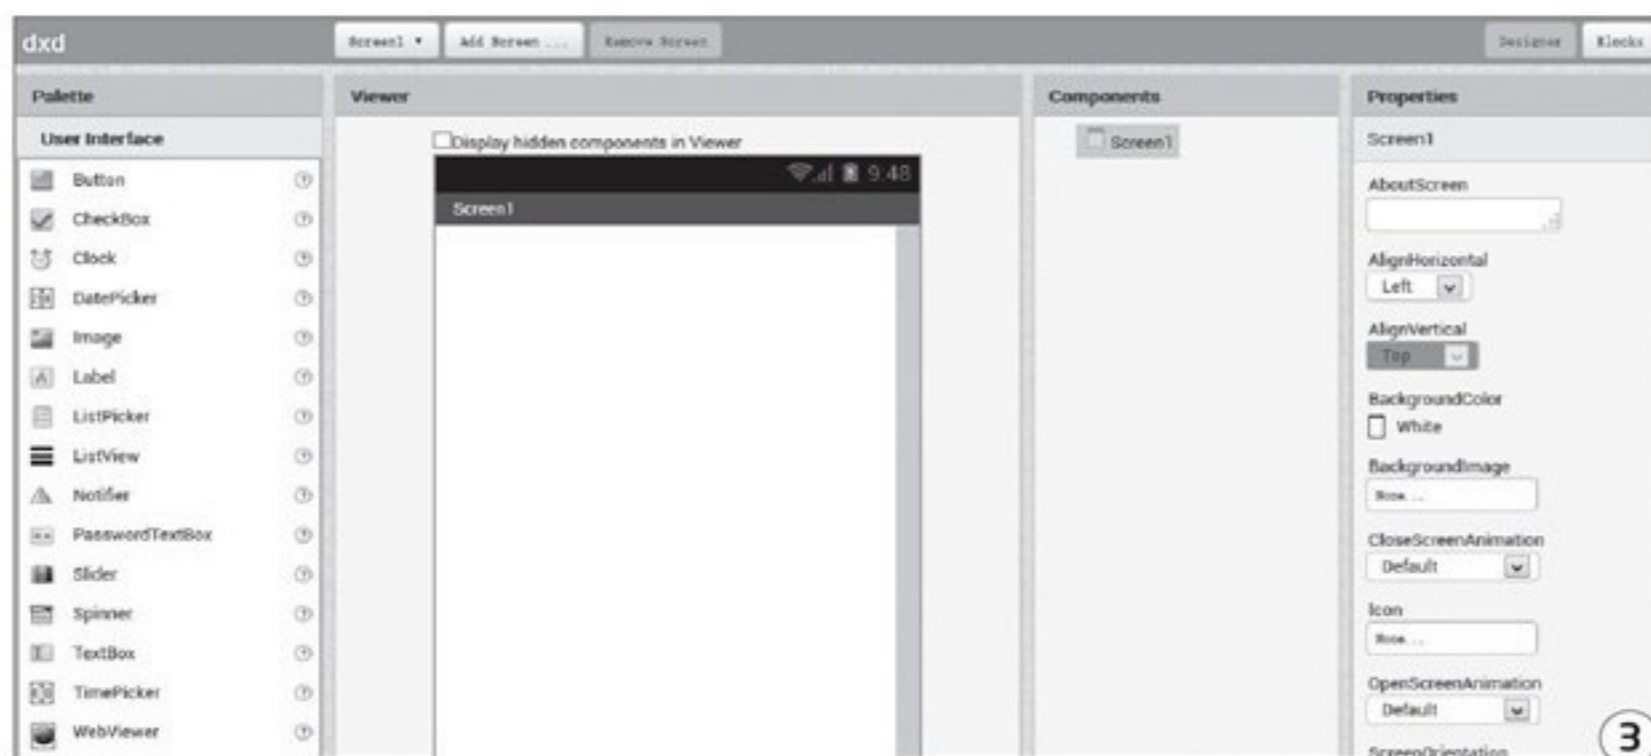 dxd
Screen1
Add Screen ...
Remove Screen
Designer
Blocks
Palette
User Interface
Button
CheckBox
Clock
DatePicker
Image
Label
ListPicker
ListView
Notifier
PasswordTextBox
Slider
Spinner
TextBox
TimePicker
WebViewer
Viewer
Display hidden components in Viewer
9:48
Screen1
Components
Screen1
Properties
Screen1
AboutScreen
AlignHorizontal
Left
AlignVertical
Top
BackgroundColor
White
BackgroundImage
None...
CloseScreenAnimation
Default
Icon
None...
OpenScreenAnimation
Default
ScreenOrientation
3